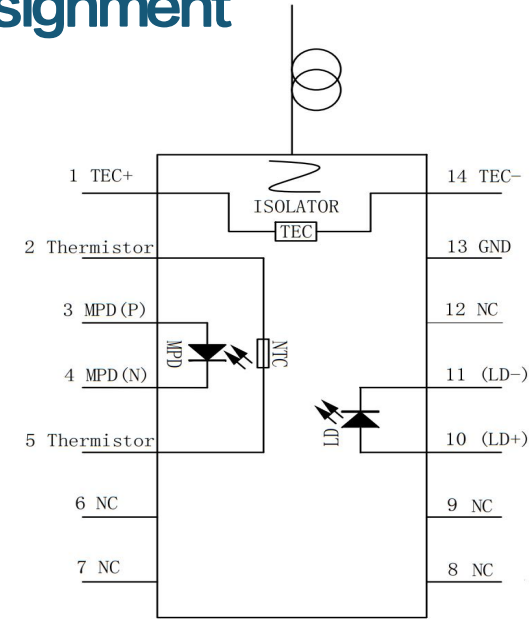 signment
1 TEC+
14 TEC-
ISOLATOR
TEC
2 Thermistor
13 GND
3 MPD(P)
12 NC
MPD
NTC
4 MPD(N)
11 (LD-)
LD
5 Thermistor
10 (LD+)
6 NC
9 NC
7 NC
8 NC